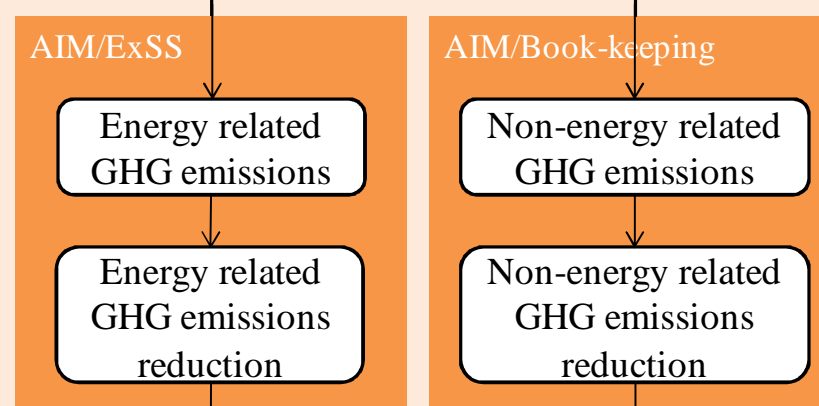 AIM/ExSS
Energy related
GHG emissions
Energy related
GHG emissions
reduction
AIM/Book-keeping
Non-energy related
GHG emissions
Non-energy related
GHG emissions
reduction